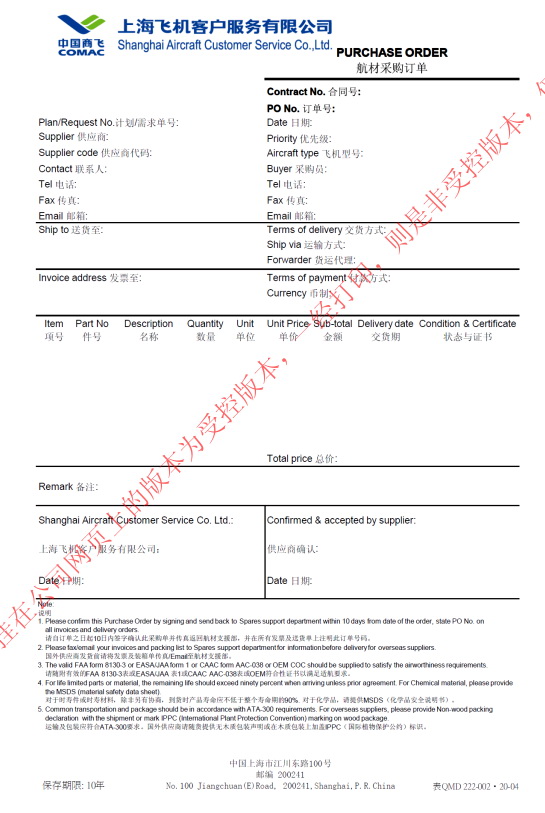 中国商飞
COMAC
上海飞机客户服务有限公司
Shanghai Aircraft Customer Service Co.,Ltd.
PURCHASE ORDER
航材采购订单
Contract No. 合同号:
PO No. 订单号:
Plan/Request No.计划/需求单号: Date 日期:
Supplier 供应商: Priority 优先级:
Supplier code 供应商代码: Aircraft type 飞机型号:
Contact 联系人: Buyer 采购员:
Tel 电话: Tel 电话:
Fax 传真: Fax 传真:
Email 邮箱: Email 邮箱:
Ship to 送货至: Terms of delivery 交货方式:
Ship via 运输方式:
Forwarder 货运代理:
Invoice address 发票至: Terms of payment 付款方式:
Currency 币制:
Item Part No Description Quantity Unit Unit Price Sub-total Delivery date Condition & Certificate
项号 件号 名称 数量 单位 单价 金额 交货期 状态与证书
Total price 总价:
Remark 备注:
Shanghai Aircraft Customer Service Co. Ltd.: Confirmed & accepted by supplier:
上海飞机客户服务有限公司: 供应商确认:
Date 日期: Date 日期:
Note:
说明
1. Please confirm this Purchase Order by signing and send back to Spares support department within 10 days from date of the order, state PO No. on
all invoices and delivery orders.
请自订单之日起10日内签字确认此采购单并传真返回航材支援部，并在所有发票及送货单上注明此订单号码。
2. Please fax/email your invoices and packing list to Spares support department for information before delivery for overseas suppliers.
国外供应商发货前请将发票及装箱单传真/Email至航材支援部。
3. The valid FAA form 8130-3 or EASA/JAA form 1 or CAAC form AAC-038 or OEM COC should be supplied to satisfy the airworthiness requirements.
请随附有效的FAA 8130-3表或EASA/JAA 表1或CAAC AAC-038表或OEM符合性证书以满足适航要求。
4. For life limited parts or material, the remaining life should exceed ninety percent when arriving unless prior agreement. For Chemical material, please provide
the MSDS (material safety data sheet).
对于时寿件或时寿材料，除非另有协商，到货时产品寿命应不低于整个寿命期的90%. 对于化学品，请提供MSDS（化学品安全说明书）。
5. Common transportation and package should be in accordance with ATA-300 requirements. For overseas suppliers, please provide Non-wood packing
declaration with the shipment or mark IPPC (International Plant Protection Convention) marking on wood package.
运输及包装应符合ATA-300要求。国外供应商请随货提供无木质包装声明或在木质包装上加盖IPPC（国际植物保护公约）标识。
中国上海市江川东路100号
邮编 200241
保存期限: 10年 No.100 Jiangchuan(E)Road, 200241,Shanghai,P.R.China 表QMD 222-002・20-04
挂在公司网页上的版本为受控版本，一经打印，则是非受控版本，